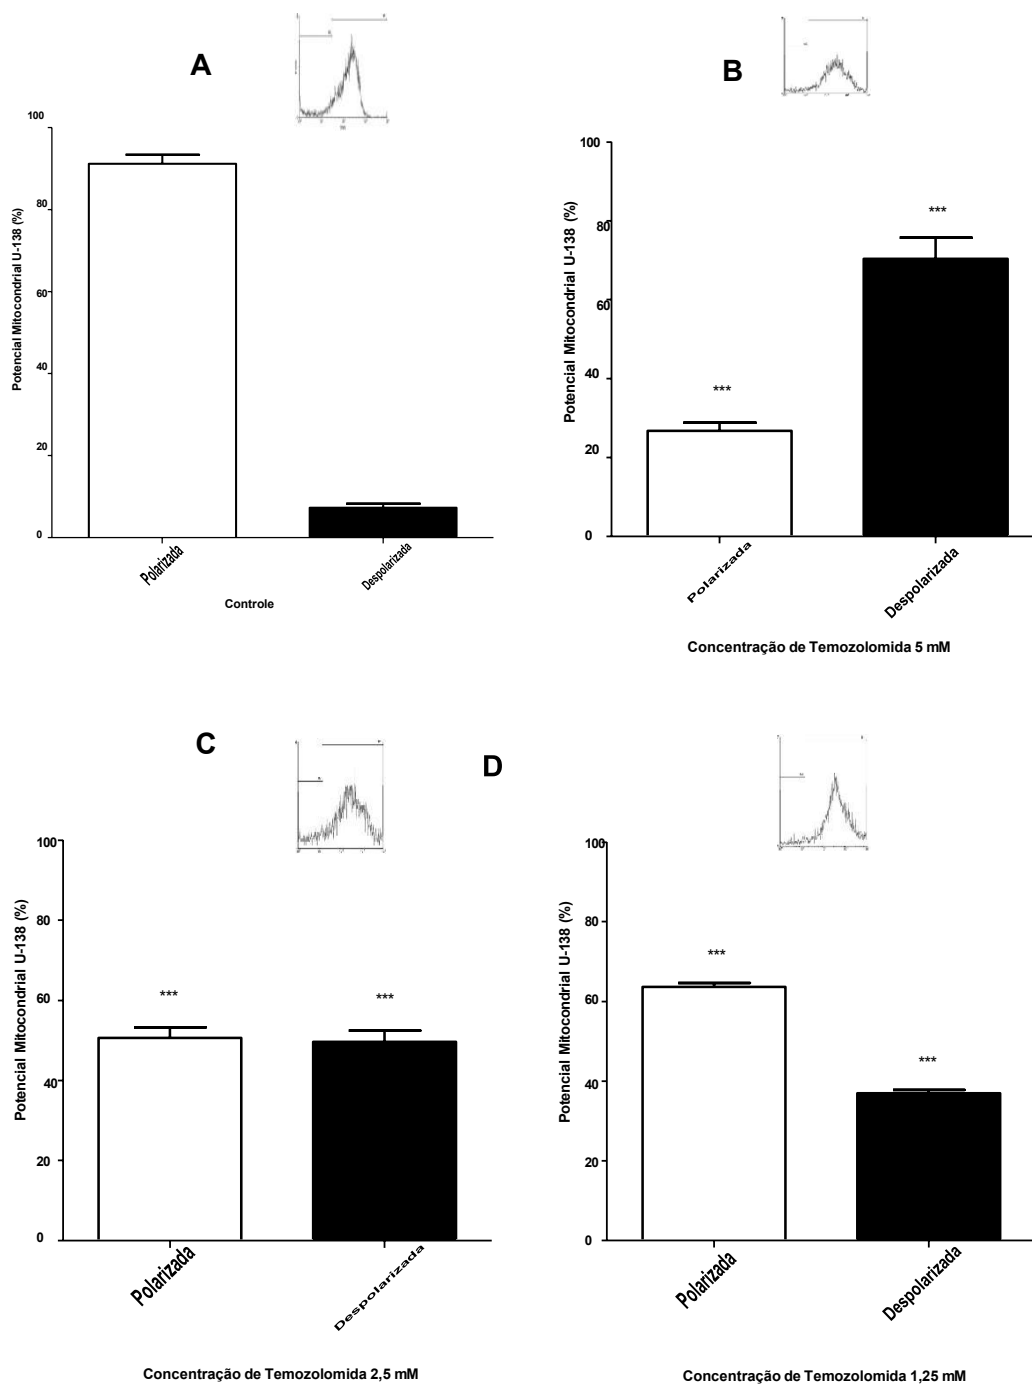 A
Potencial Mitocondrial U-138 (%)
100
80
60
40
20
0
Polarizada
Despolarizada
Controle
B
Potencial Mitocondrial U-138 (%)
100
80
60
40
20
0
***
***
Polarizada
Despolarizada
Concentração de Temozolomida 5 mM
C
Potencial Mitocondrial U-138 (%)
100
80
60
40
20
0
***
***
Polarizada
Despolarizada
Concentração de Temozolomida 2,5 mM
D
Potencial Mitocondrial U-138 (%)
100
80
60
40
20
0
***
***
Polarizada
Despolarizada
Concentração de Temozolomida 1,25 mM